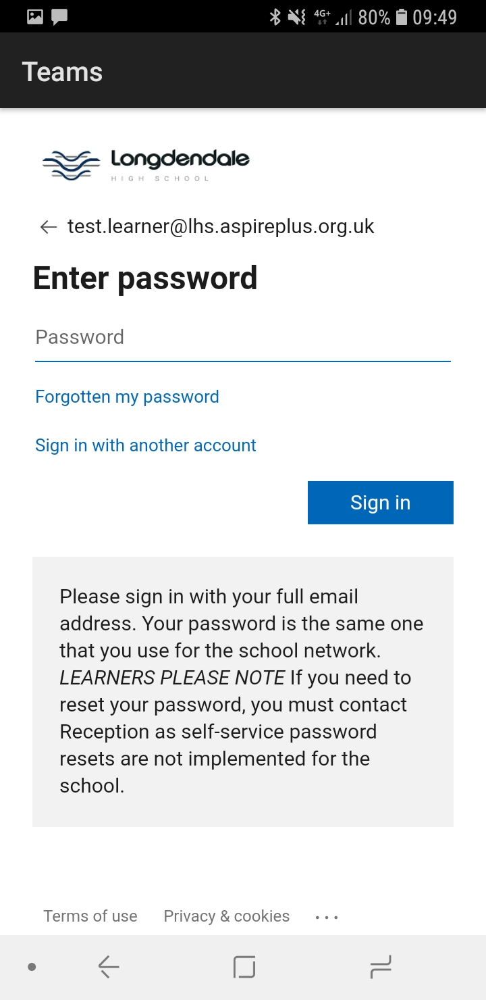 4G+ 80% 09:49
Teams
Longdendale
HIGH SCHOOL
test.learner@lhs.aspireplus.org.uk
Enter password
Password
Forgotten my password
Sign in with another account
Sign in
Please sign in with your full email
address. Your password is the same one
that you use for the school network.
LEARNERS PLEASE NOTE If you need to
reset your password, you must contact
Reception as self-service password
resets are not implemented for the
school.
Terms of use Privacy & cookies ...